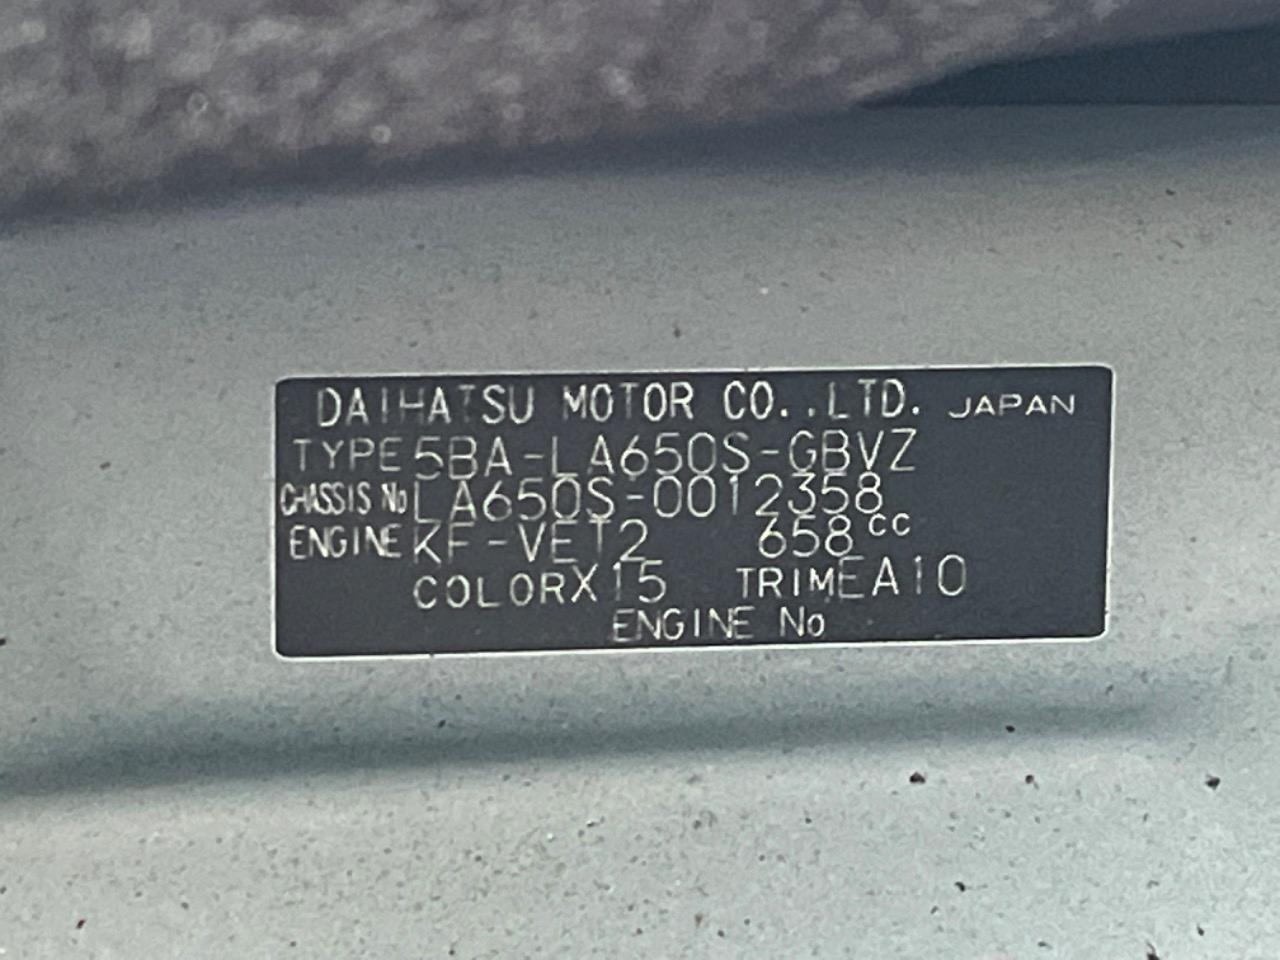 DAIHATSU MOTOR CO.,LTD. JAPAN
TYPE 5BA-LA650S-GBVZ
CHASSIS No LA650S-0012358
ENGINE KF-VET2 658cc
COLOR X15 TRIM EA10
ENGINE No